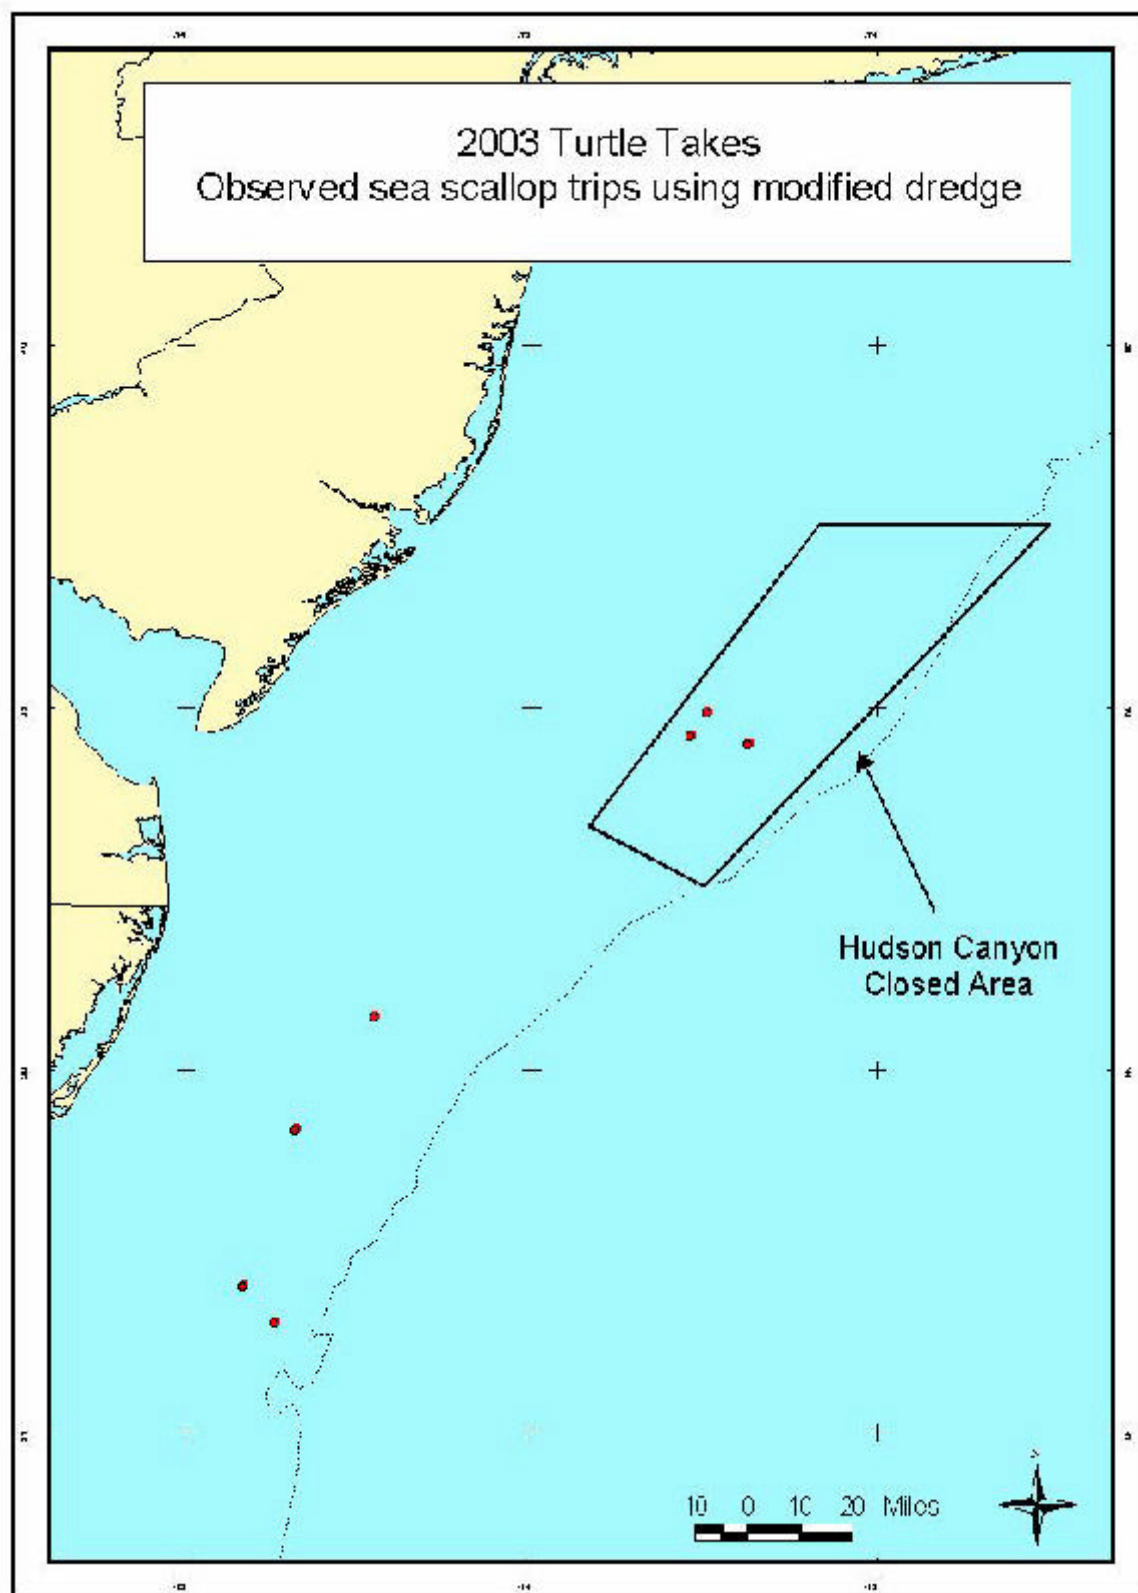 2003 Turtle Takes
Observed sea scallop trips using modified dredge
Hudson Canyon
Closed Area
10 0 10 20 Miles